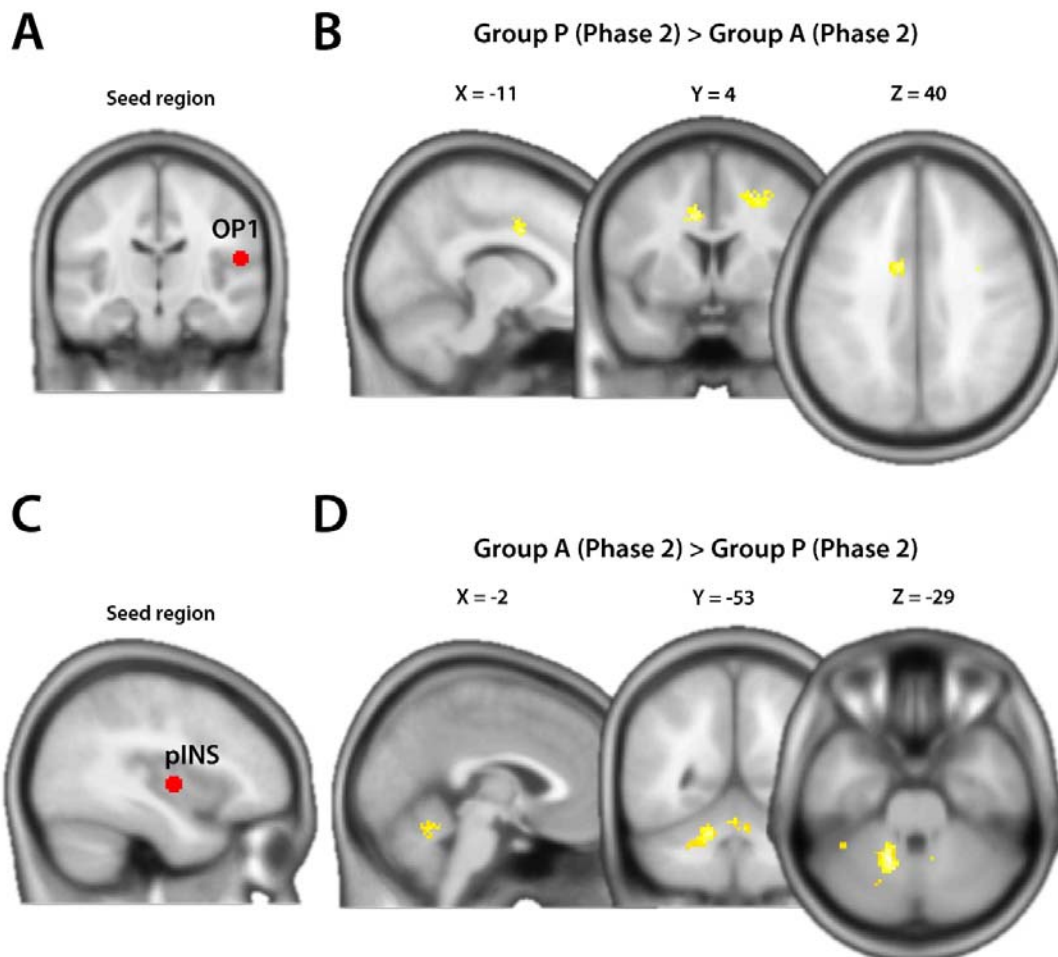 A
B
Group P (Phase 2) > Group A (Phase 2)
Seed region
X = -11
Y = 4
Z = 40
OP1
C
D
Group A (Phase 2) > Group P (Phase 2)
Seed region
X = -2
Y = -53
Z = -29
pINS